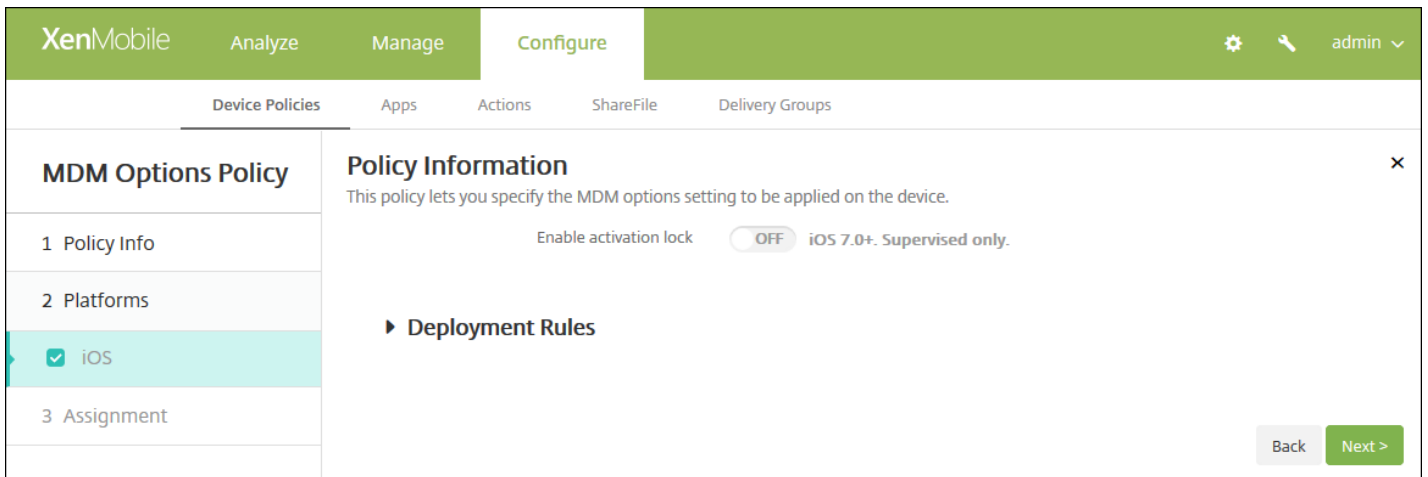 XenMobile Analyze Manage Configure admin
Device Policies Apps Actions ShareFile Delivery Groups
MDM Options Policy
1 Policy Info
2 Platforms
iOS
3 Assignment
Policy Information
This policy lets you specify the MDM options setting to be applied on the device.
Enable activation lock OFF iOS 7.0+. Supervised only.
Deployment Rules
Back Next >